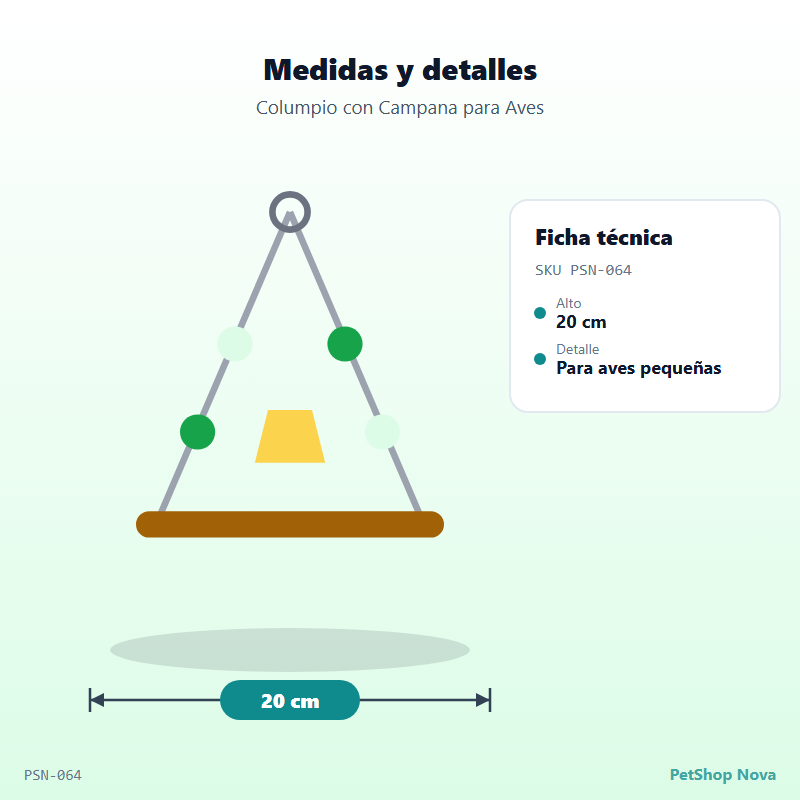 Medidas y detalles
Columpio con Campana para Aves
Ficha técnica
SKU PSN-064
Alto
20 cm
Detalle
Para aves pequeñas
20 cm
PSN-064
PetShop Nova